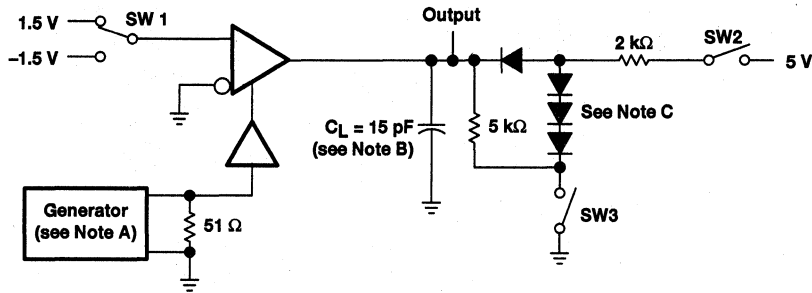 Output
1.5 V
SW 1
–1.5 V
2 kΩ
SW2
5 V
See Note C
CL = 15 pF
(see Note B)
5 kΩ
Generator
(see Note A)
51 Ω
SW3